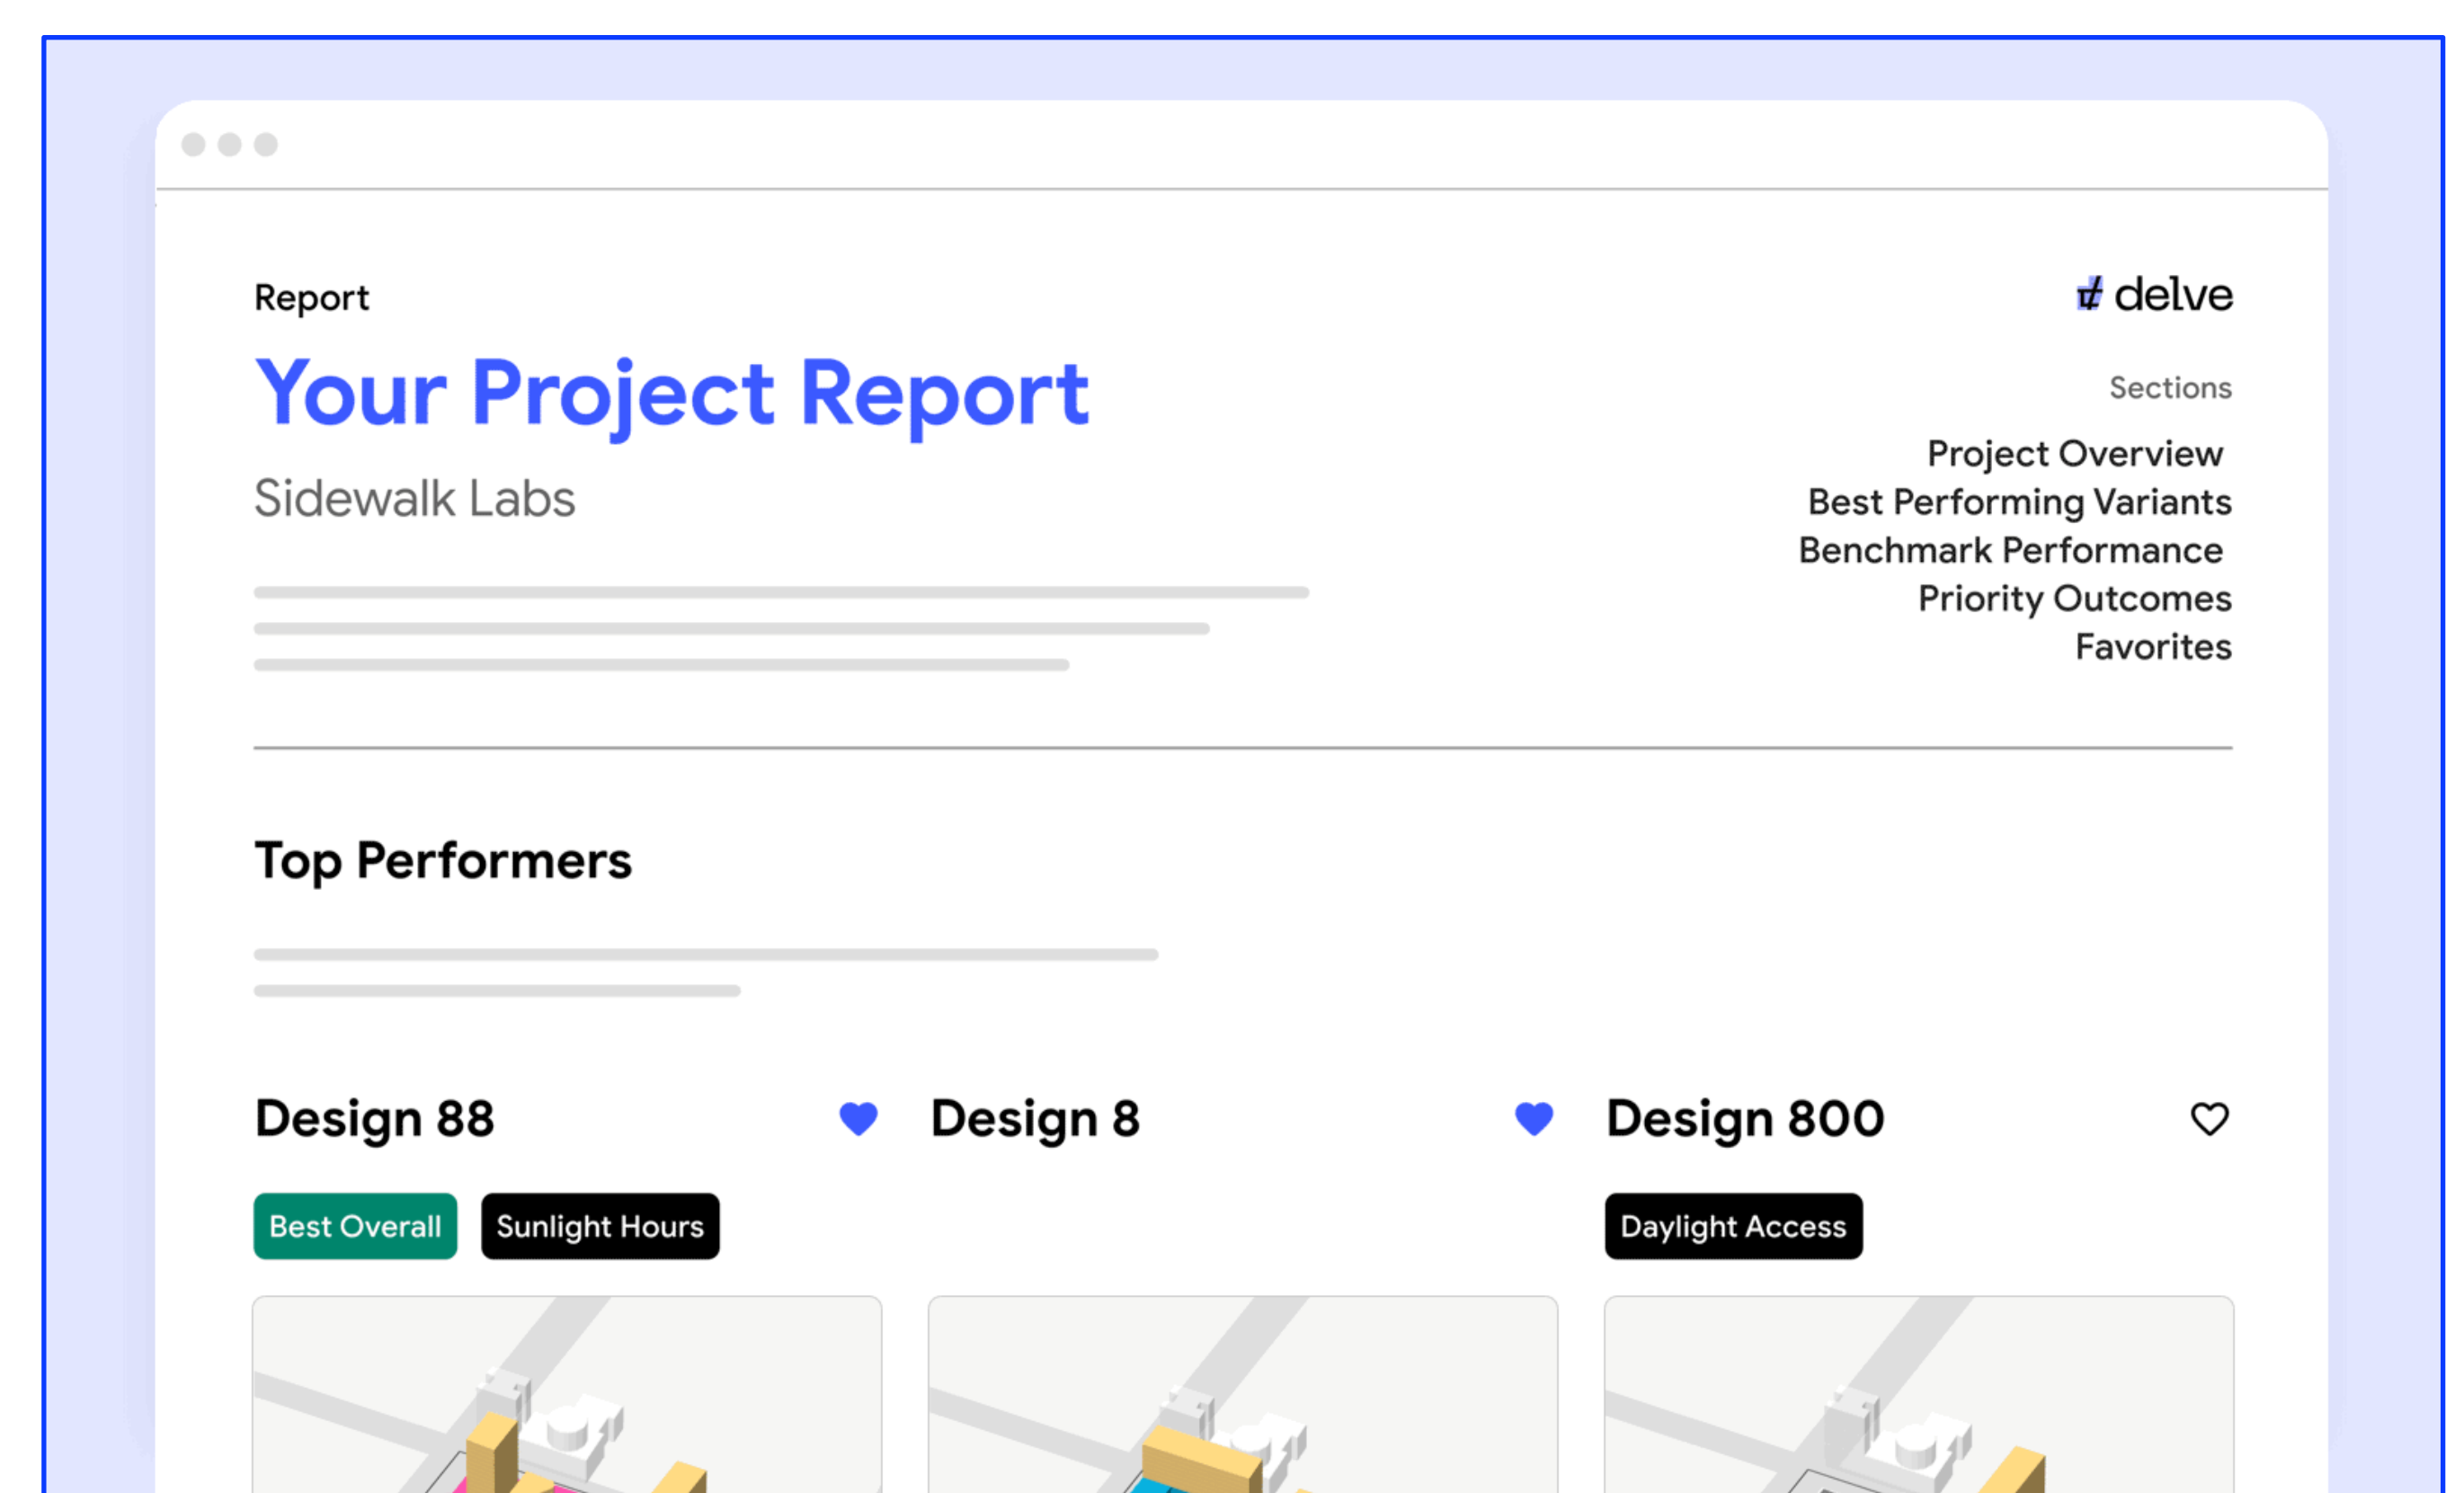 Report
delve
Your Project Report
Sidewalk Labs
Sections
Project Overview
Best Performing Variants
Benchmark Performance
Priority Outcomes
Favorites
Top Performers
Design 88
Design 8
Design 800
Best Overall
Sunlight Hours
Daylight Access